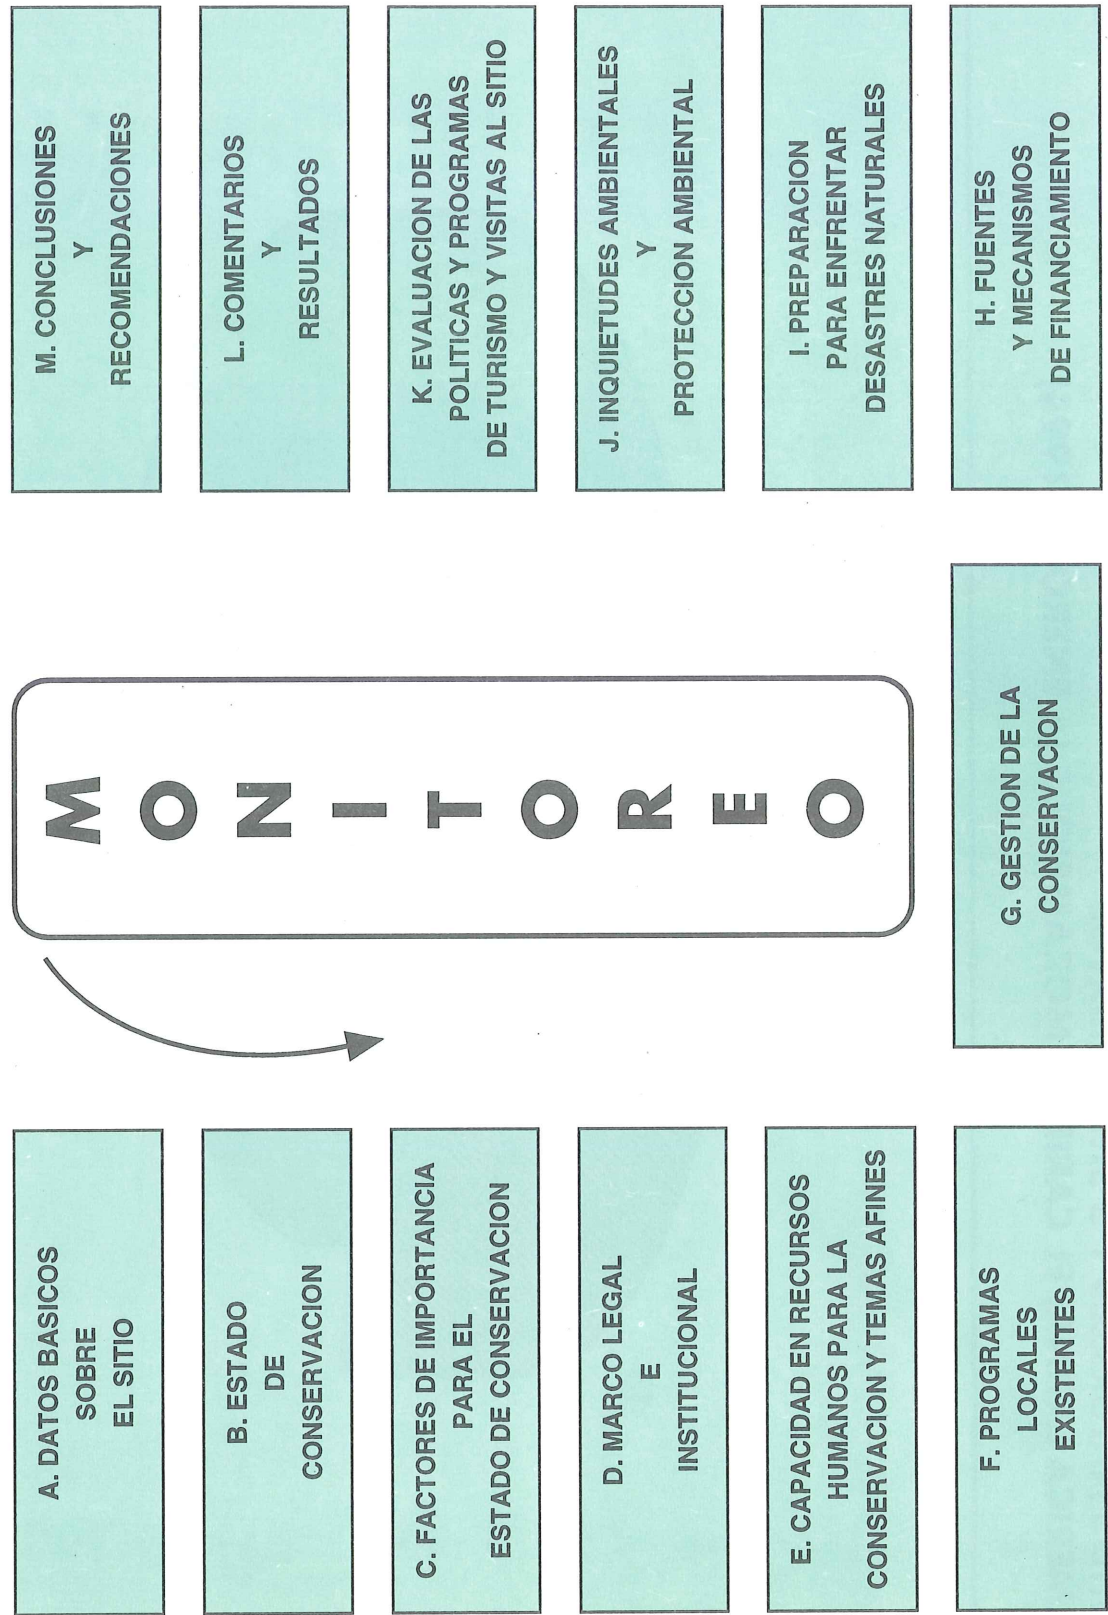 MONITOREO
A. DATOS BASICOS
SOBRE
EL SITIO
B. ESTADO
DE
CONSERVACION
C. FACTORES DE IMPORTANCIA
PARA EL
ESTADO DE CONSERVACION
D. MARCO LEGAL
E
INSTITUCIONAL
E. CAPACIDAD EN RECURSOS
HUMANOS PARA LA
CONSERVACION Y TEMAS AFINES
F. PROGRAMAS
LOCALES
EXISTENTES
G. GESTION DE LA
CONSERVACION
H. FUENTES
Y MECANISMOS
DE FINANCIAMIENTO
I. PREPARACION
PARA ENFRENTAR
DESASTRES NATURALES
J. INQUIETUDES AMBIENTALES
Y
PROTECCION AMBIENTAL
K. EVALUACION DE LAS
POLITICAS Y PROGRAMAS
DE TURISMO Y VISITAS AL SITIO
L. COMENTARIOS
Y
RESULTADOS
M. CONCLUSIONES
Y
RECOMENDACIONES